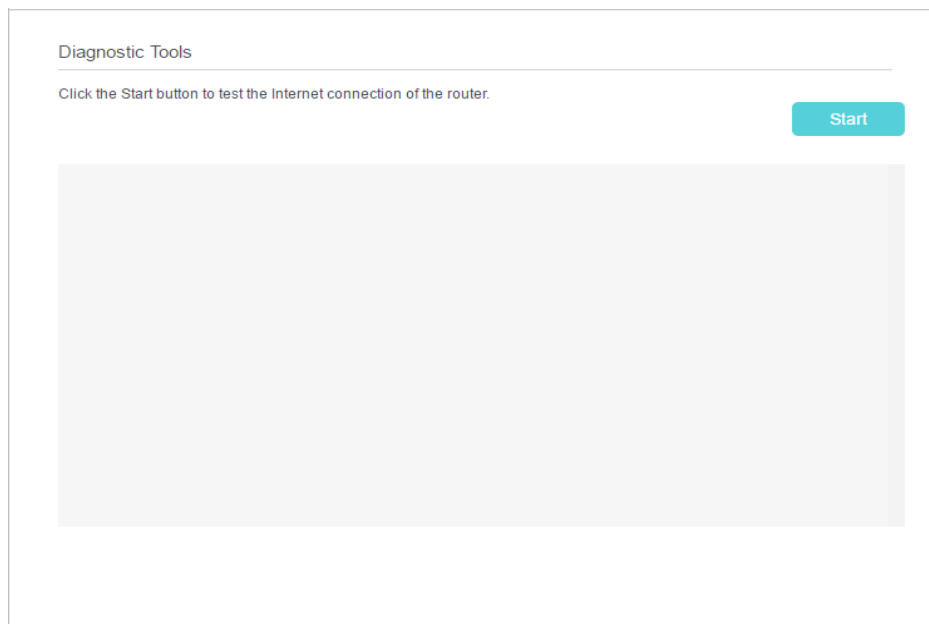 Diagnostic Tools
Click the Start button to test the Internet connection of the router.
Start